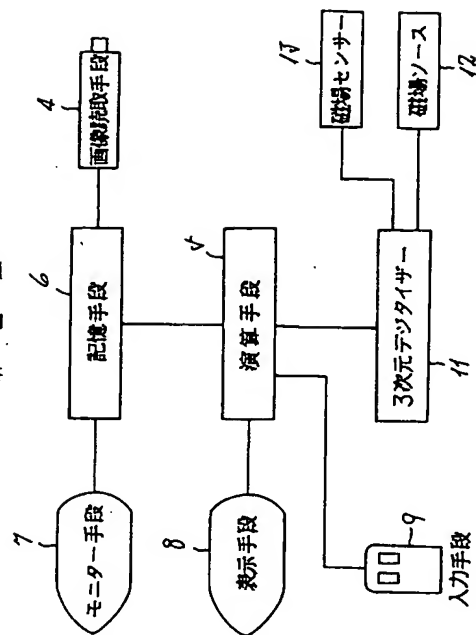 7
モニター手段
6
記憶手段
4
画像読取手段
8
表示手段
5
演算手段
9
入力手段
3次元デジタイザー
11
磁場センサー
磁場ソース
12